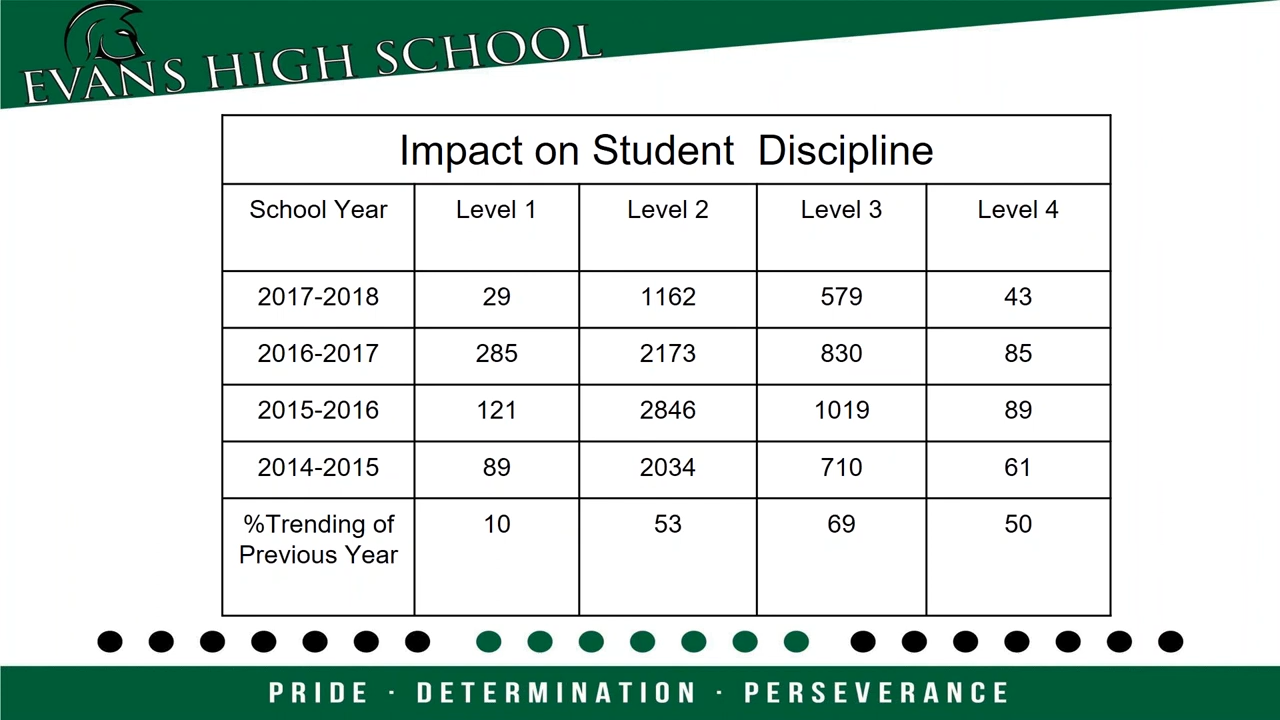 EVANS HIGH SCHOOL
Impact on Student Discipline
School Year Level 1 Level 2 Level 3 Level 4
2017-2018 29 1162 579 43
2016-2017 285 2173 830 85
2015-2016 121 2846 1019 89
2014-2015 89 2034 710 61
%Trending of 10 53 69 50
Previous Year
PRIDE · DETERMINATION · PERSEVERANCE